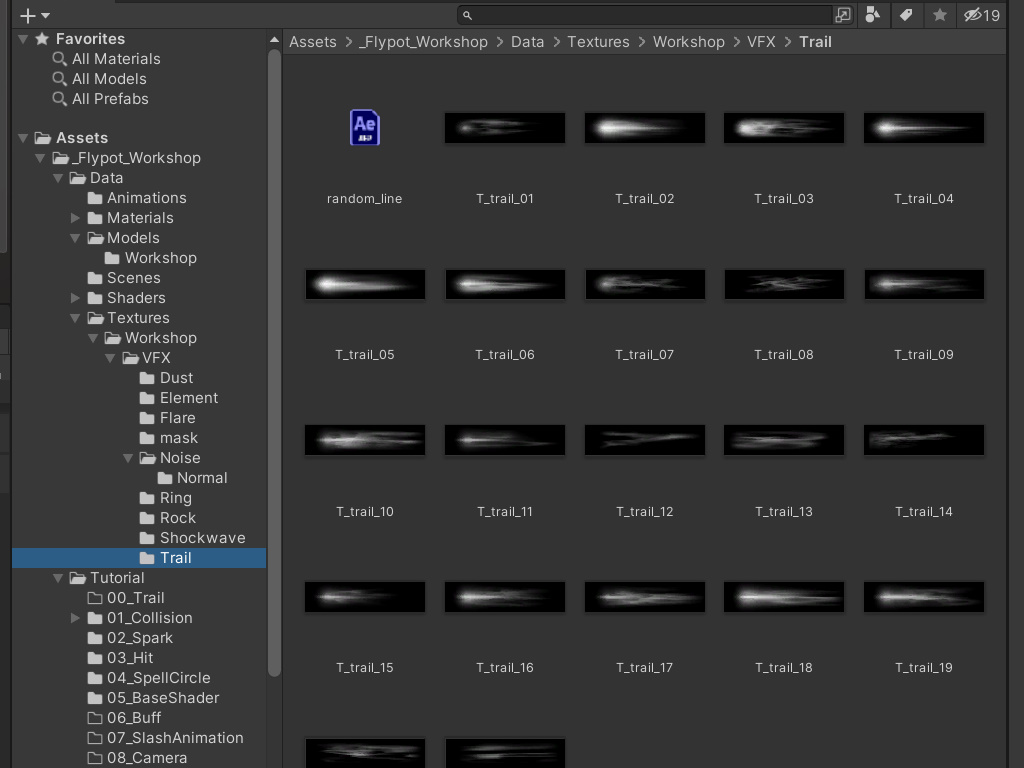 19
Favorites
All Materials
All Models
All Prefabs
Assets
_Flypot_Workshop
Data
Animations
Materials
Models
Workshop
Scenes
Shaders
Textures
Workshop
VFX
Dust
Element
Flare
mask
Noise
Normal
Ring
Rock
Shockwave
Trail
Tutorial
00_Trail
01_Collision
02_Spark
03_Hit
04_SpellCircle
05_BaseShader
06_Buff
07_SlashAnimation
08_Camera
Assets > _Flypot_Workshop > Data > Textures > Workshop > VFX > Trail
Ae
random_line T_trail_01 T_trail_02 T_trail_03 T_trail_04
T_trail_05 T_trail_06 T_trail_07 T_trail_08 T_trail_09
T_trail_10 T_trail_11 T_trail_12 T_trail_13 T_trail_14
T_trail_15 T_trail_16 T_trail_17 T_trail_18 T_trail_19